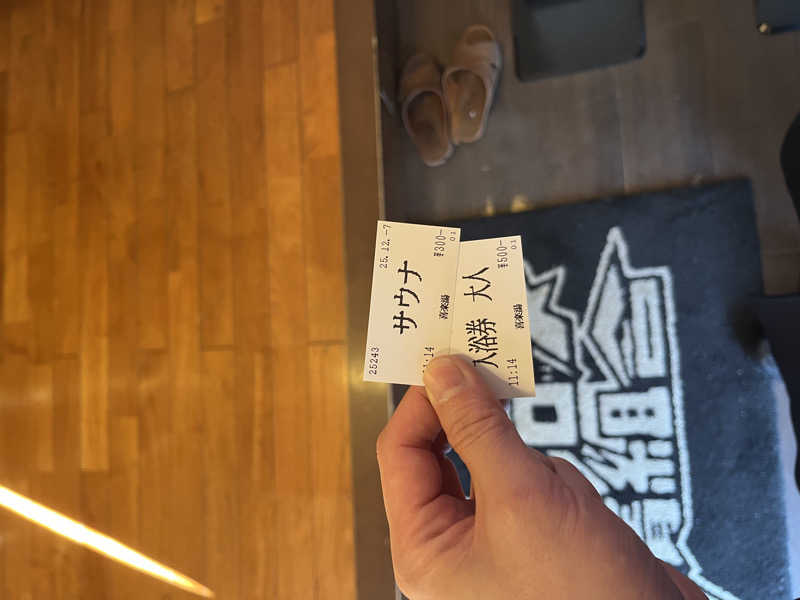 25.12.-7 ¥300-
01
サウナ
喜楽湯
25243 11:14
¥500-
01
入浴券 大人
喜楽湯
11:14